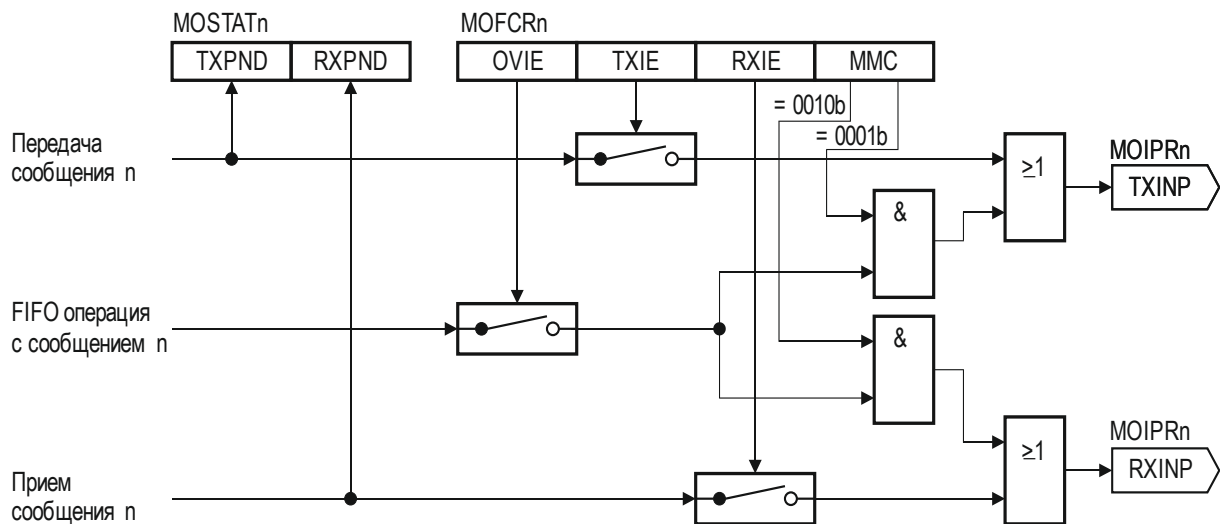 MOSTATn
TXPND RXPND
MOFCRn
OVIE TXIE RXIE MMC
= 0010b
= 0001b
Передача
сообщения n
≥1
MOIPRn
TXINP
&
FIFO операция
с сообщением n
&
≥1
MOIPRn
RXINP
Прием
сообщения n